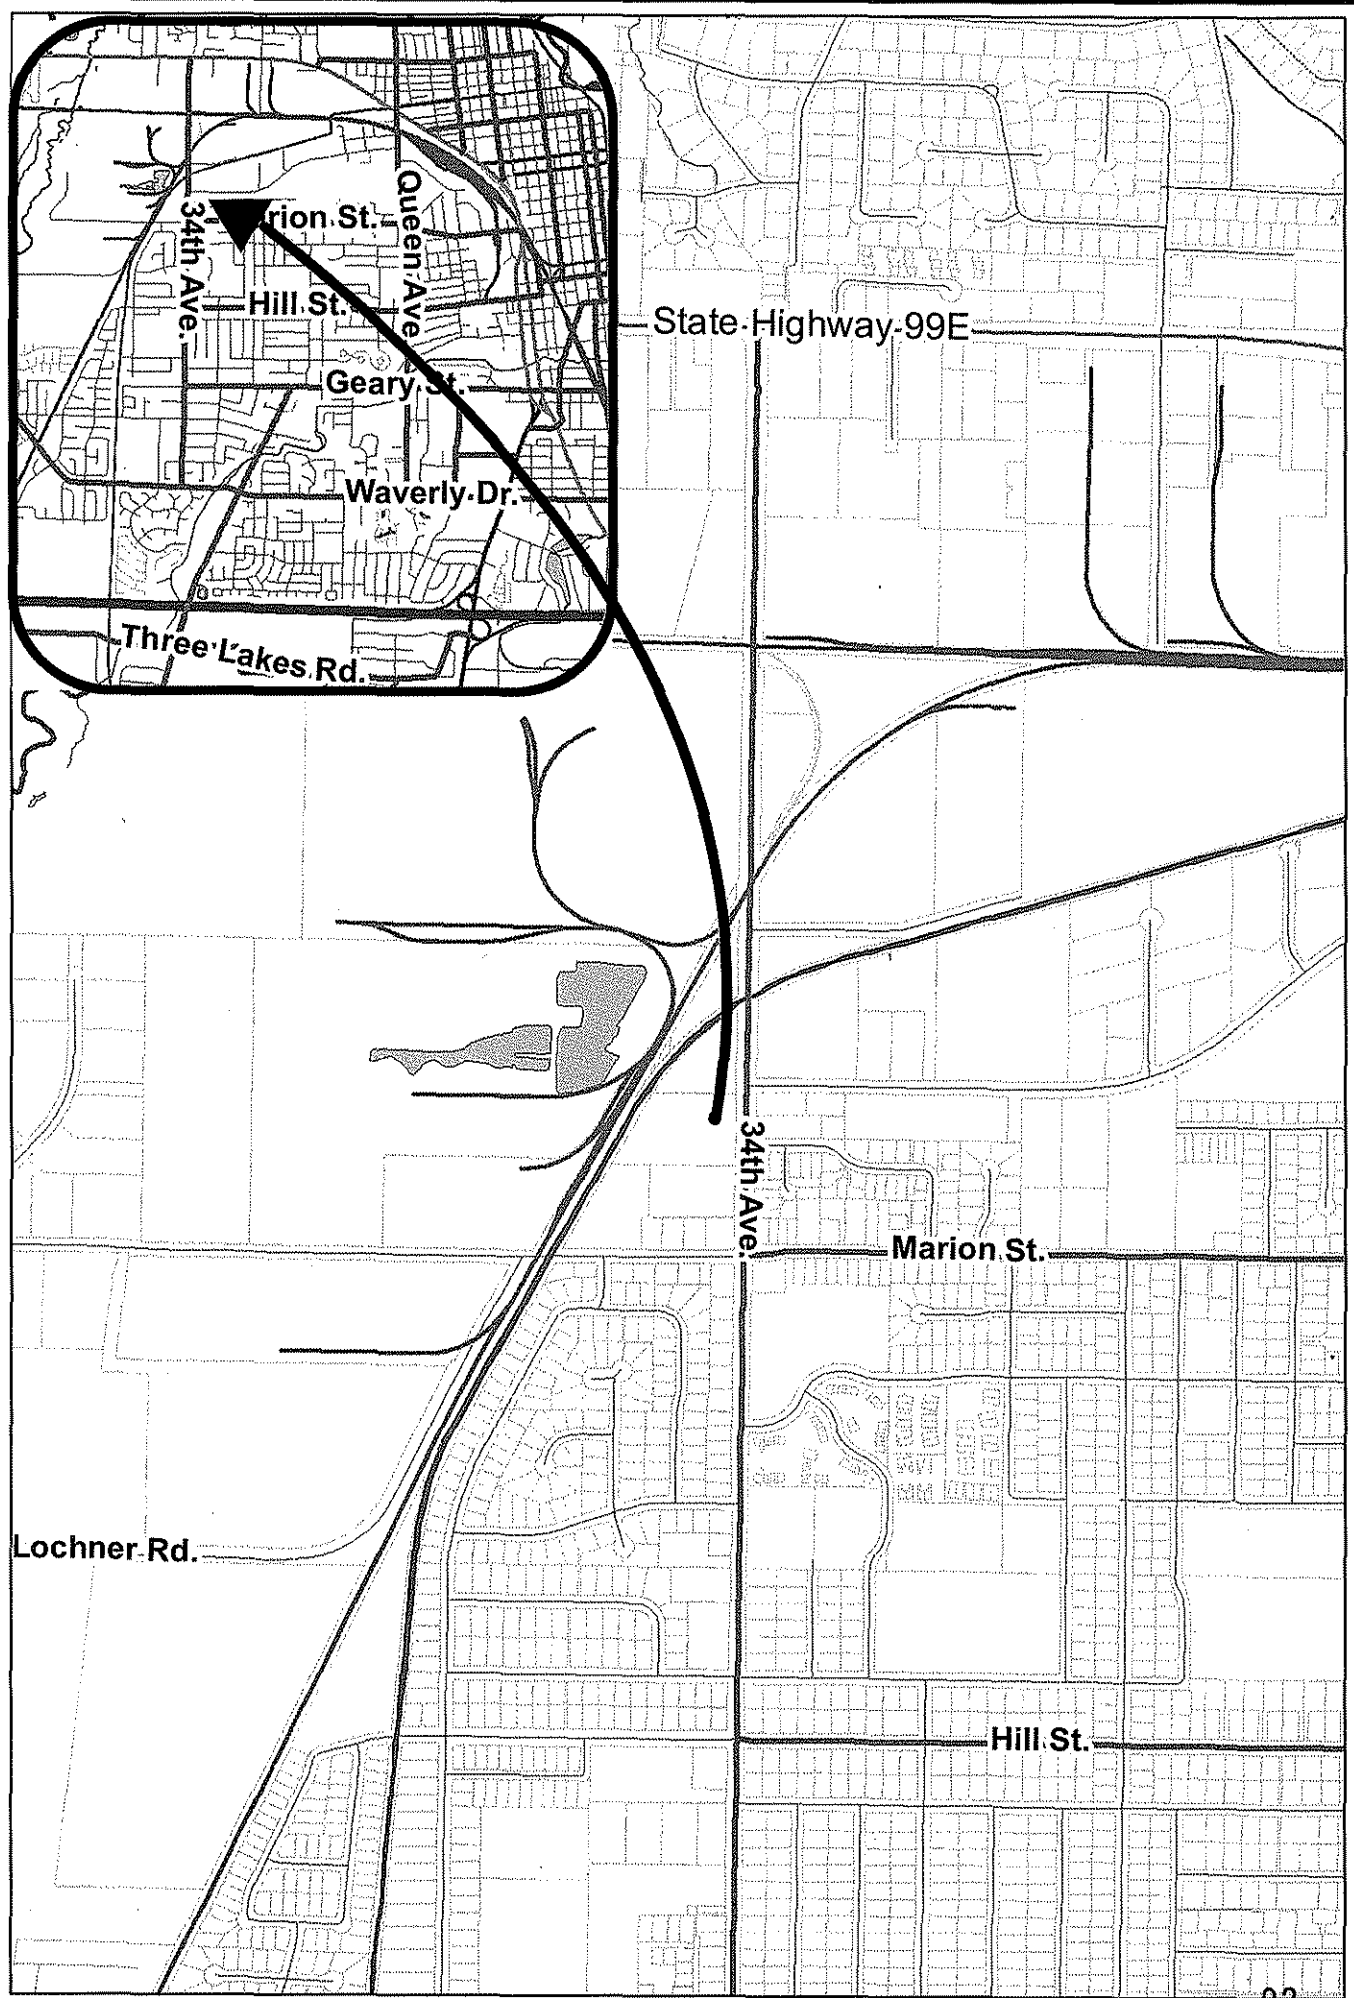 34th Ave.
rion St.
Queen Ave.
Hill St.
Geary St.
Waverly Dr.
Three Lakes Rd.
State Highway 99E
34th Ave.
Marion St.
Lochner Rd.
Hill St.